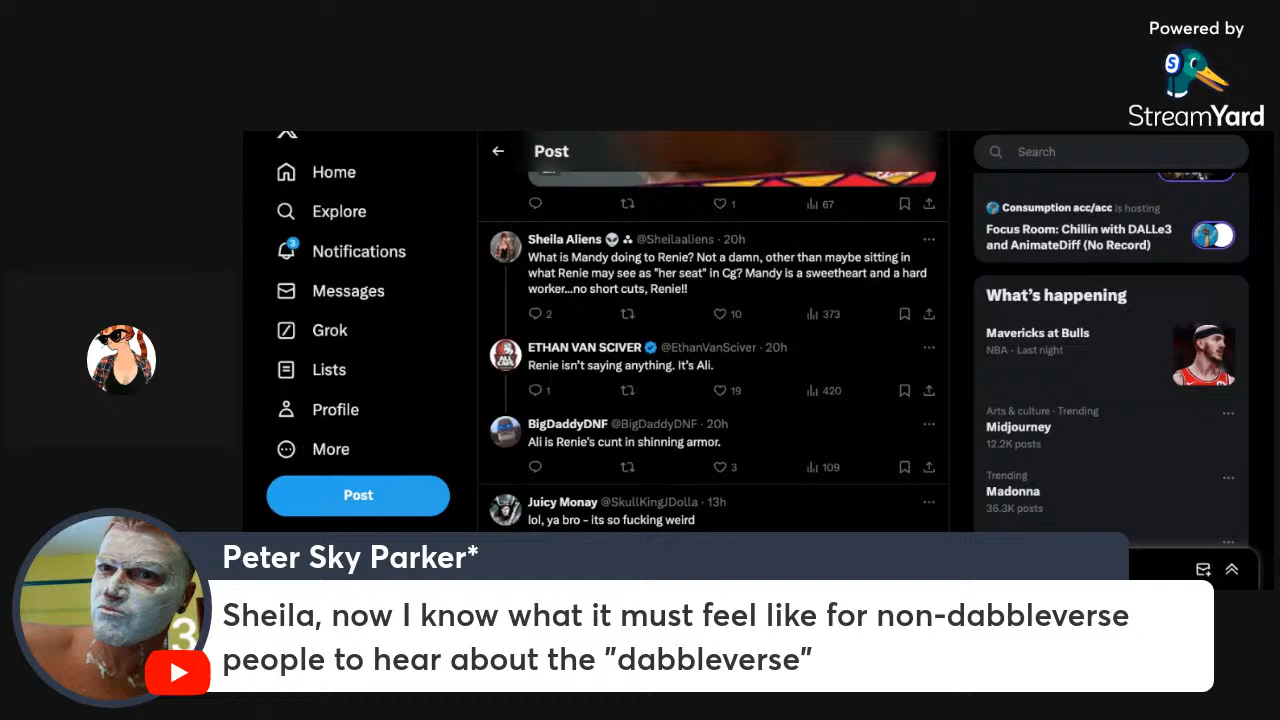 Powered by
S
StreamYard
Home
Explore
3
Notifications
Messages
Grok
Lists
Profile
More
Post
Post
1
67
Sheila Aliens @Sheilaaliens · 20h
What is Mandy doing to Renie? Not a damn, other than maybe sitting in
what Renie may see as "her seat" in Cg? Mandy is a sweetheart and a hard
worker...no short cuts, Renie!!
2
10
373
ETHAN VAN SCIVER @EthanVanSciver · 20h
Renie isn't saying anything. It's Ali.
1
19
420
BigDaddyDNF @BigDaddyDNF · 20h
Ali is Renie's cunt in shinning armor.
3
109
Juicy Monay @SkullKingJDolla · 13h
lol, ya bro - its so fucking weird
Search
Consumption acc/acc is hosting
Focus Room: Chillin with DALLe3
and AnimateDiff (No Record)
What's happening
Mavericks at Bulls
NBA · Last night
Arts & culture · Trending
Midjourney
12.2K posts
Trending
Madonna
36.3K posts
3
Peter Sky Parker*
Sheila, now I know what it must feel like for non-dabbleverse
people to hear about the "dabbleverse"